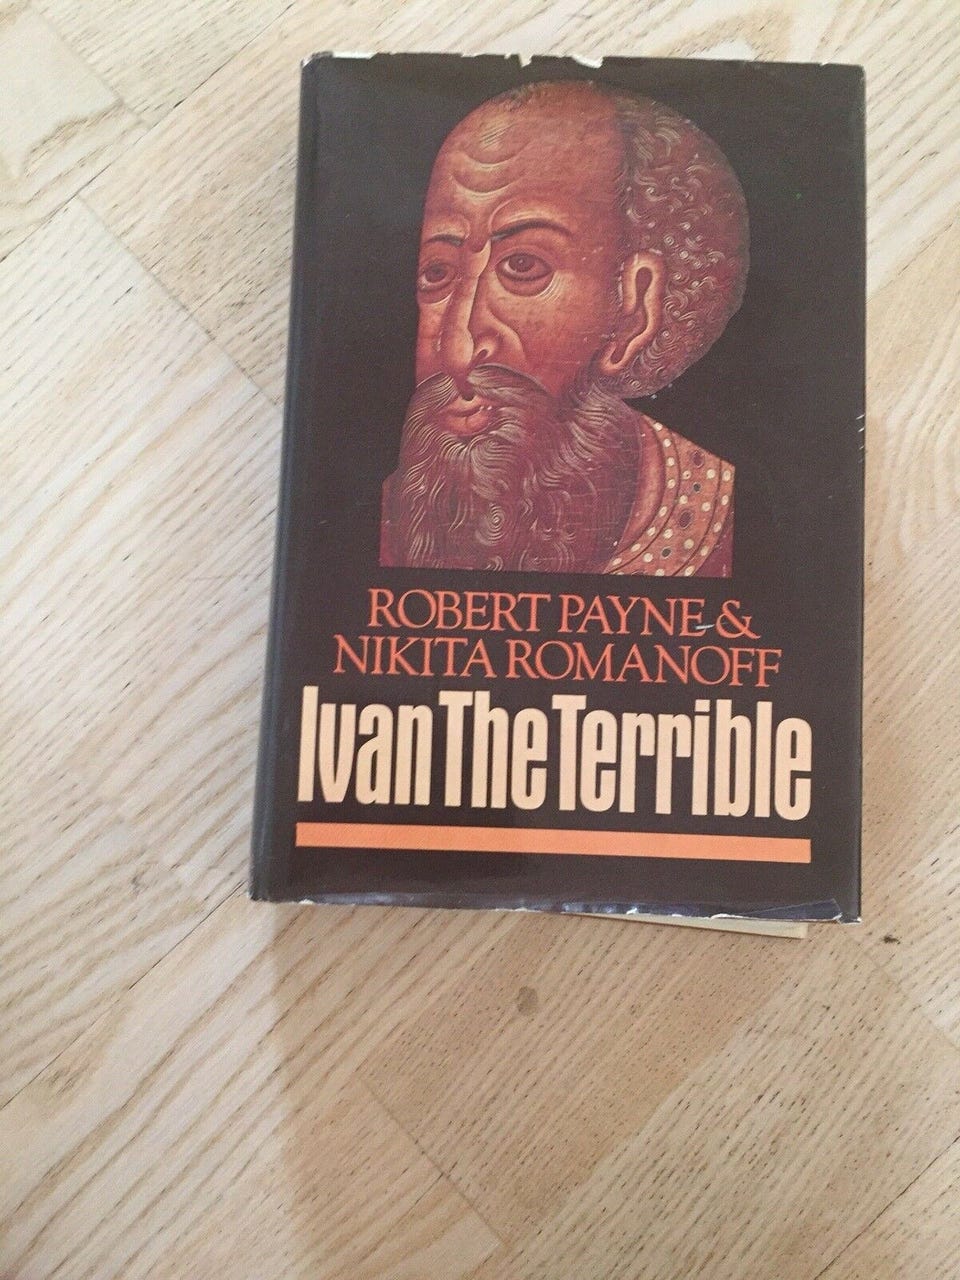 ROBERT PAYNE &
NIKITA ROMANOFF
Ivan The Terrible